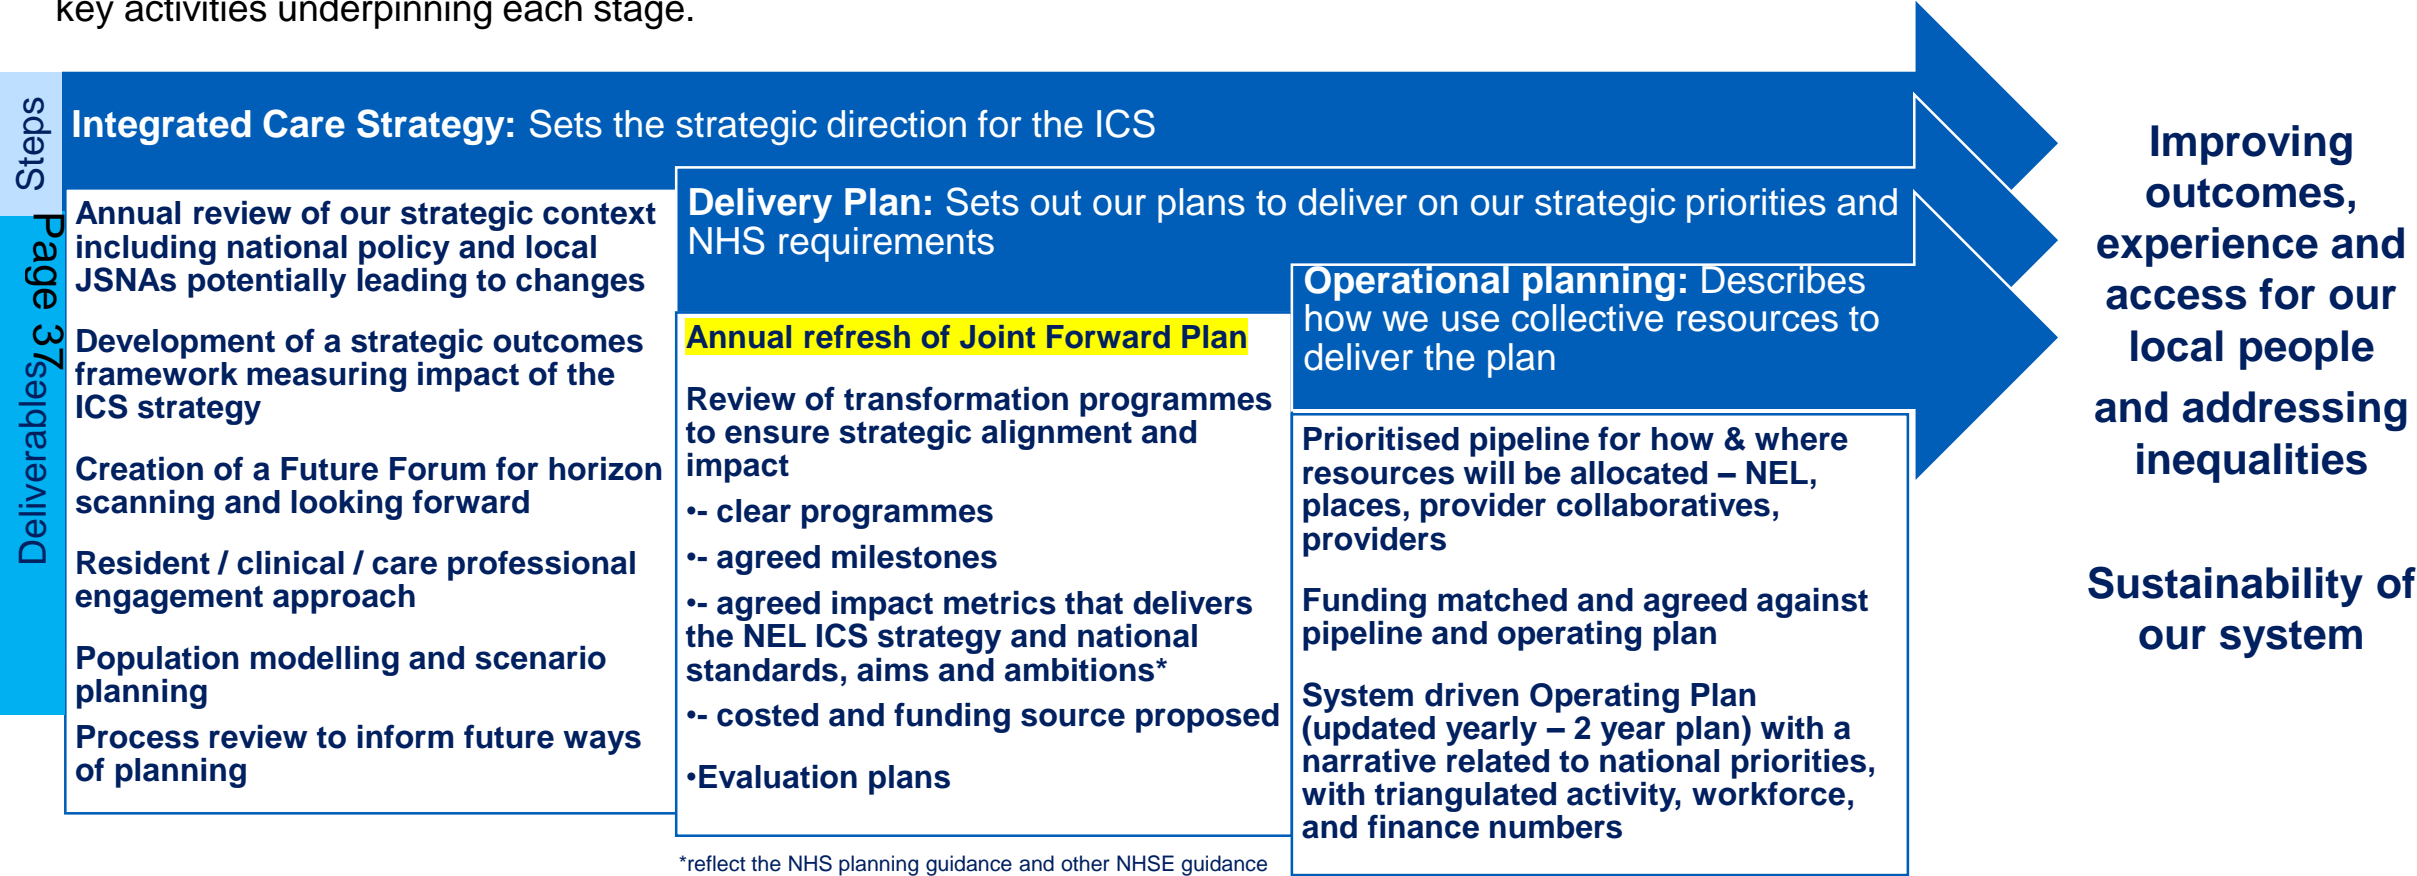 key activities underpinning each stage.
Steps
Integrated Care Strategy: Sets the strategic direction for the ICS
Page 37
Deliverables
Annual review of our strategic context
including national policy and local
JSNAs potentially leading to changes
Development of a strategic outcomes
framework measuring impact of the
ICS strategy
Creation of a Future Forum for horizon
scanning and looking forward
Resident / clinical / care professional
engagement approach
Population modelling and scenario
planning
Process review to inform future ways
of planning
Delivery Plan: Sets out our plans to deliver on our strategic priorities and
NHS requirements
Annual refresh of Joint Forward Plan
Review of transformation programmes
to ensure strategic alignment and
impact
•- clear programmes
•- agreed milestones
•- agreed impact metrics that delivers
the NEL ICS strategy and national
standards, aims and ambitions*
•- costed and funding source proposed
•Evaluation plans
*reflect the NHS planning guidance and other NHSE guidance
Operational planning: Describes
how we use collective resources to
deliver the plan
Prioritised pipeline for how & where
resources will be allocated – NEL,
places, provider collaboratives,
providers
Funding matched and agreed against
pipeline and operating plan
System driven Operating Plan
(updated yearly – 2 year plan) with a
narrative related to national priorities,
with triangulated activity, workforce,
and finance numbers
Improving
outcomes,
experience and
access for our
local people
and addressing
inequalities
Sustainability of
our system